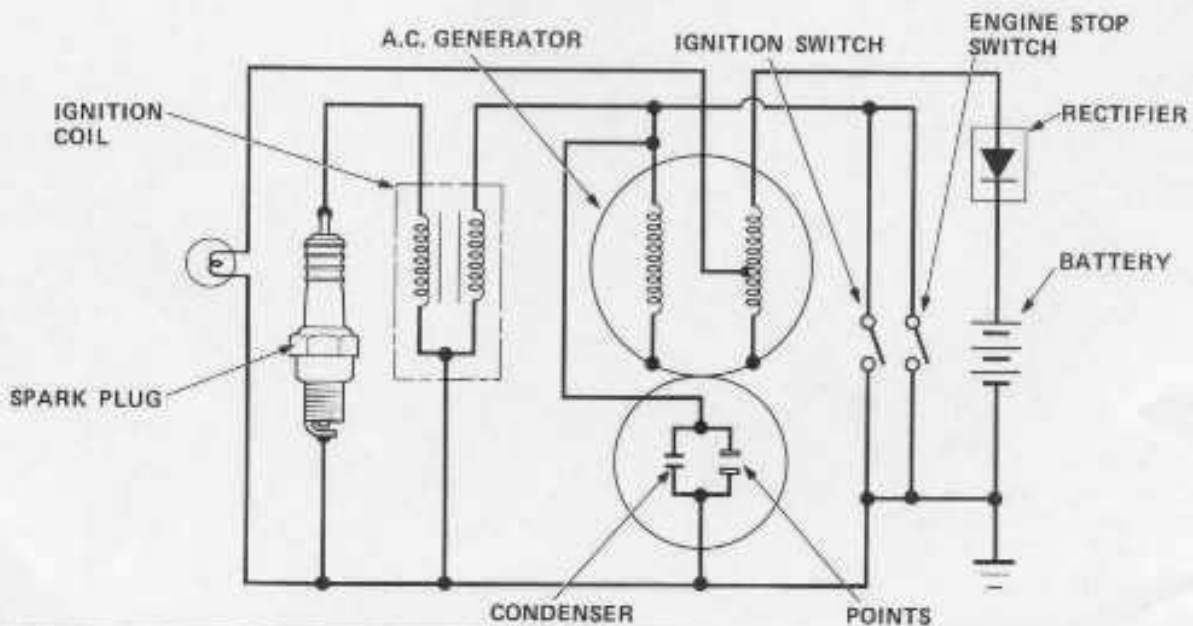 A.C. GENERATOR
IGNITION SWITCH
ENGINE STOP
SWITCH
IGNITION
COIL
RECTIFIER
BATTERY
SPARK PLUG
CONDENSER
POINTS